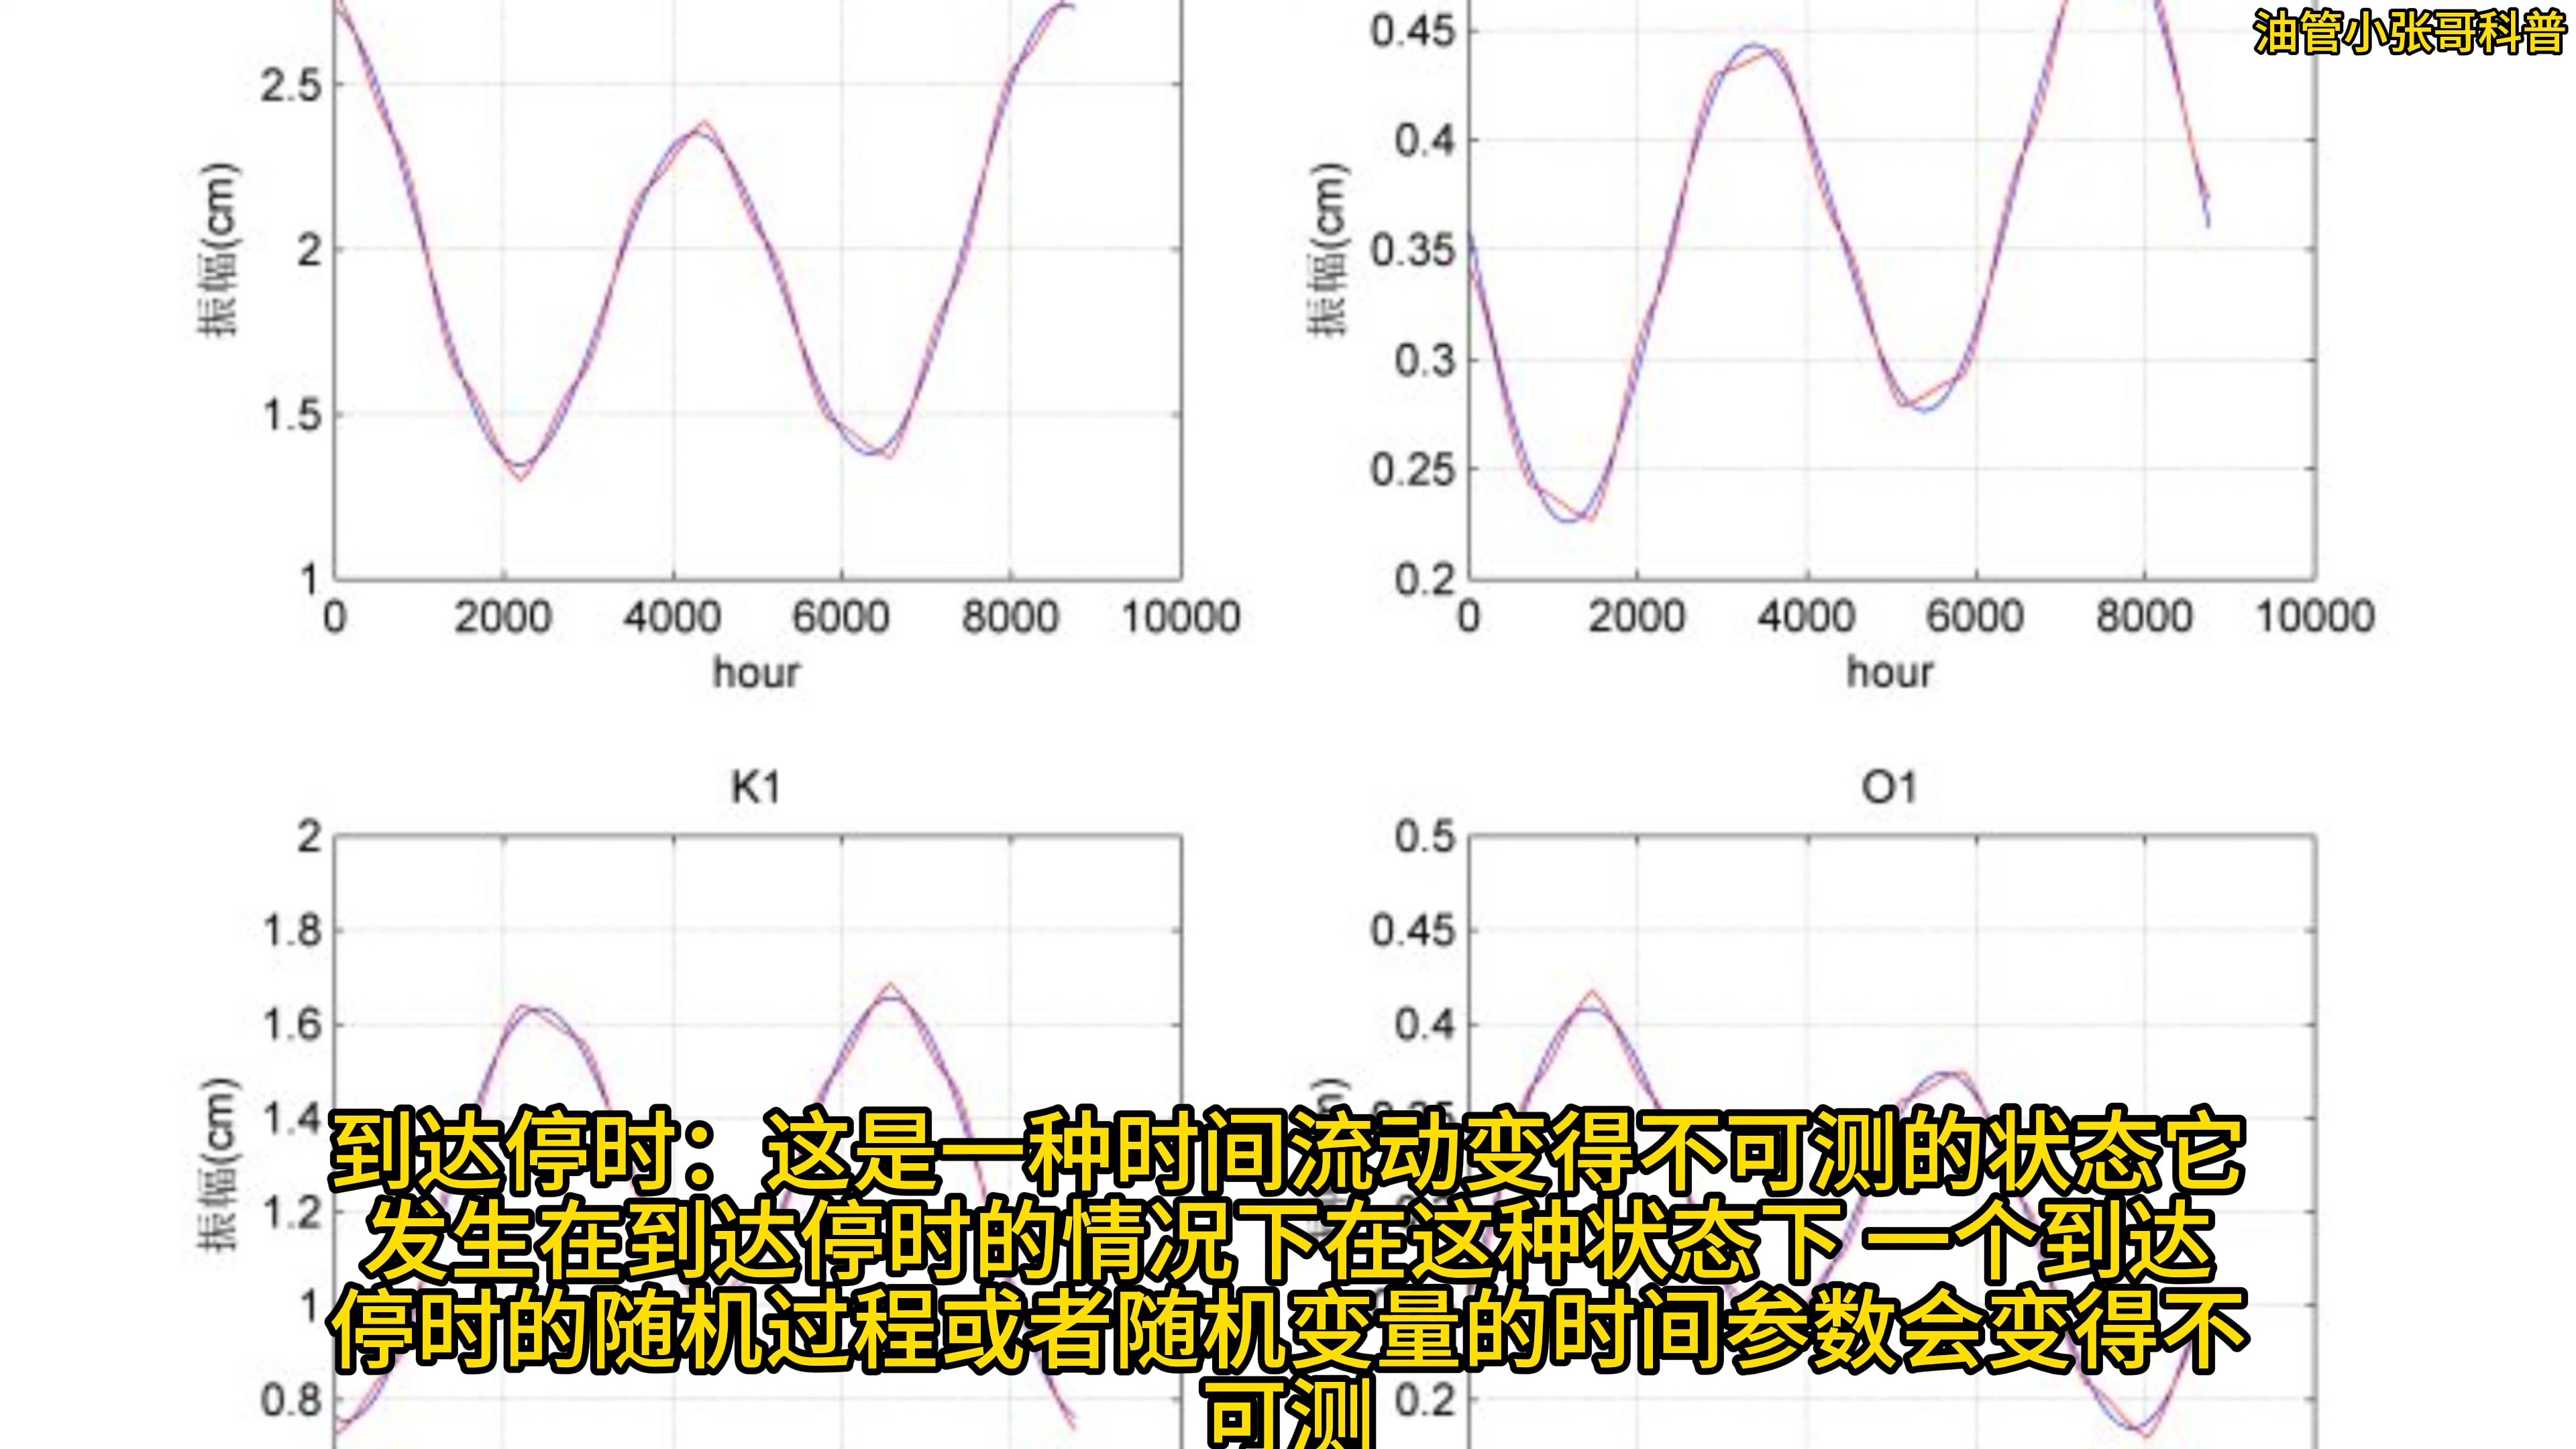 油管小张哥科普
2.5
2
1.5
1
振幅(cm)
0 2000 4000 6000 8000 10000
hour
0.45
0.4
0.35
0.3
0.25
0.2
振幅(cm)
0 2000 4000 6000 8000 10000
hour
K1
2
1.8
1.6
1.4
1.2
1
0.8
振幅(cm)
O1
0.5
0.45
0.4
0.2
到达停时：这是一种时间流动变得不可测的状态它
发生在到达停时的情况下在这种状态下 一个到达
停时的随机过程或者随机变量的时间参数会变得不
可测